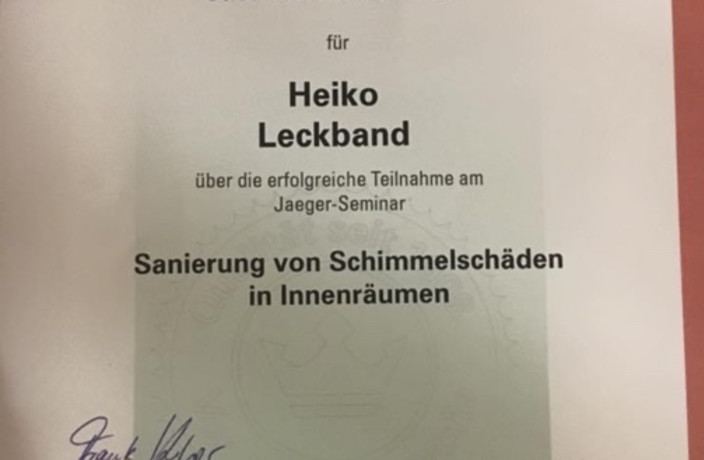 für
Heiko
Leckband
über die erfolgreiche Teilnahme am
Jaeger-Seminar
Sanierung von Schimmelschäden
in Innenräumen